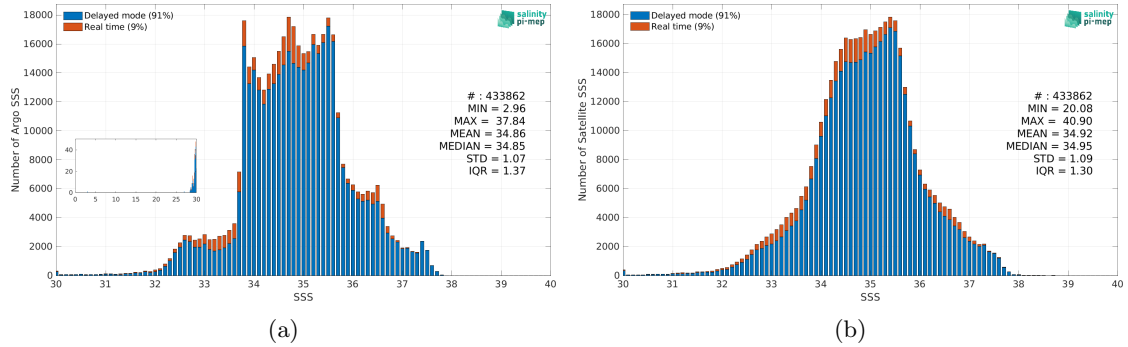 Delayed mode (91%)
Real time (9%)
salinity
pi-mep
18000
16000
14000
12000
10000
8000
6000
4000
2000
0
Number of Argo SSS
# : 433862
MIN = 2.96
MAX = 37.84
MEAN = 34.86
MEDIAN = 34.85
STD = 1.07
IQR = 1.37
40
20
0
0 5 10 15 20 25 30
30 31 32 33 34 35 36 37 38 39 40
SSS
(a)
Delayed mode (91%)
Real time (9%)
salinity
pi-mep
18000
16000
14000
12000
10000
8000
6000
4000
2000
0
Number of Satellite SSS
# : 433862
MIN = 20.08
MAX = 40.90
MEAN = 34.92
MEDIAN = 34.95
STD = 1.09
IQR = 1.30
30 31 32 33 34 35 36 37 38 39 40
SSS
(b)